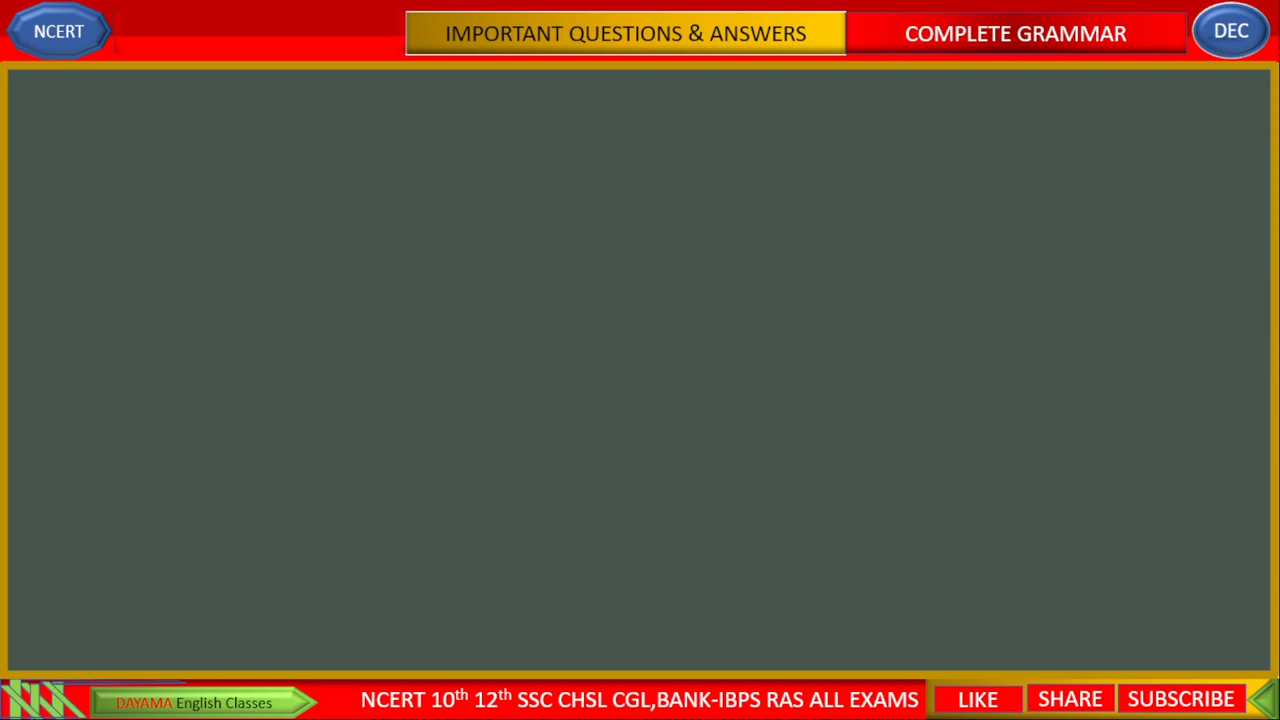 NCERT
IMPORTANT QUESTIONS & ANSWERS
COMPLETE GRAMMAR
DEC
DAYAMA English Classes
NCERT 10th 12th SSC CHSL CGL,BANK-IBPS RAS ALL EXAMS
LIKE
SHARE
SUBSCRIBE